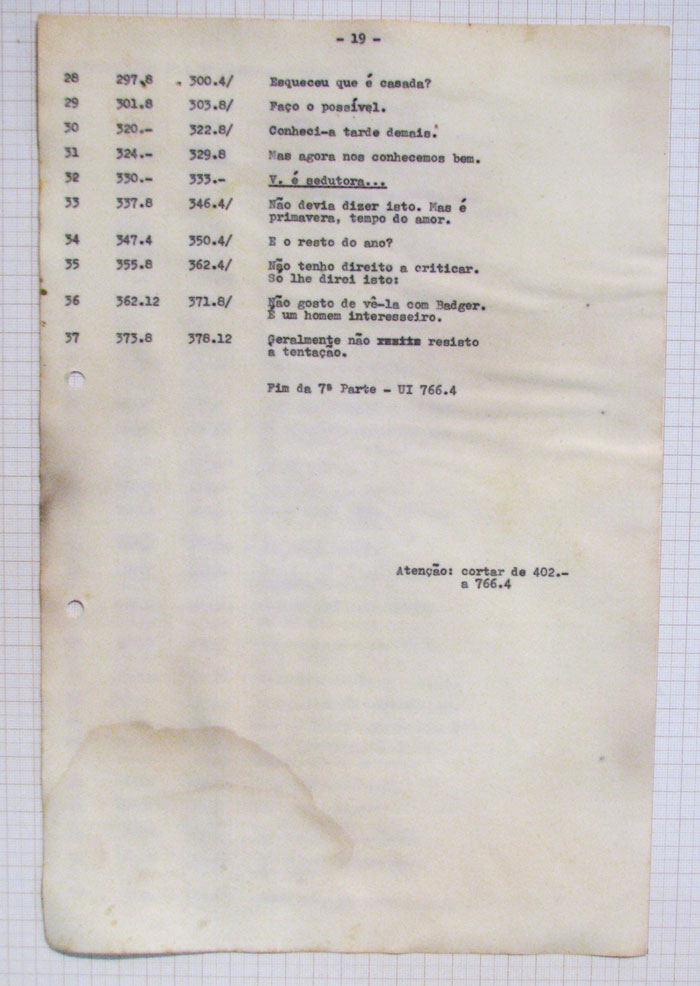 - 19 -
28 297.8 300.4/ Esqueceu que é casada?
29 301.8 303.8/ Faço o possível.
30 320.- 322.8/ Conheci-a tarde demais.
31 324.- 329.8 Mas agora nos conhecemos bem.
32 330.- 333.- V. é sedutora...
33 337.8 346.4/ Não devia dizer isto. Mas é
primavera, tempo do amor.
34 347.4 350.4/ E o resto do ano?
35 355.8 362.4/ Não tenho direito a criticar.
Só lhe direi isto:
36 362.12 371.8/ Não gosto de vê-la com Badger.
É um homem interesseiro.
37 373.8 378.12 Geralmente não resisto
a tentação.
Fim da 7ª Parte - UI 766.4
Atenção: cortar de 402.-
a 766.4